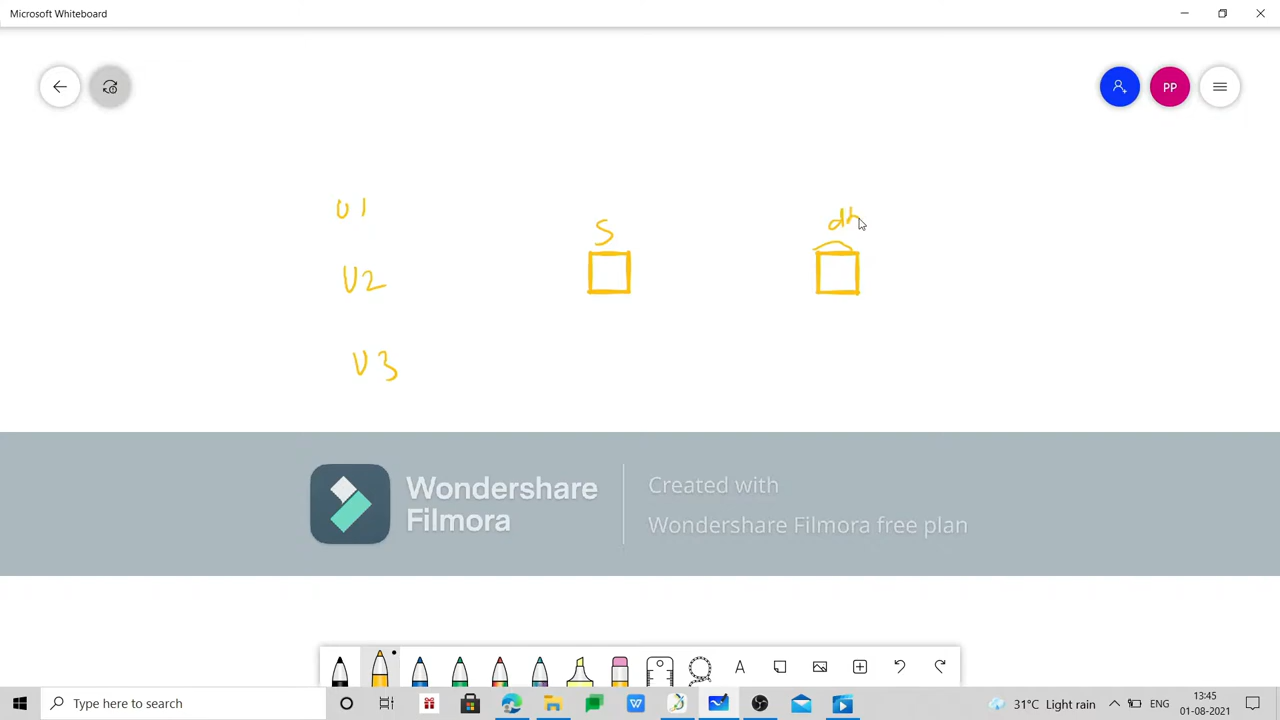 Microsoft Whiteboard
PP
U1
S
db
U2
U3
Wondershare
Filmora
Created with
Wondershare Filmora free plan
A
Type here to search
31°C Light rain
ENG
13:45
01-08-2021